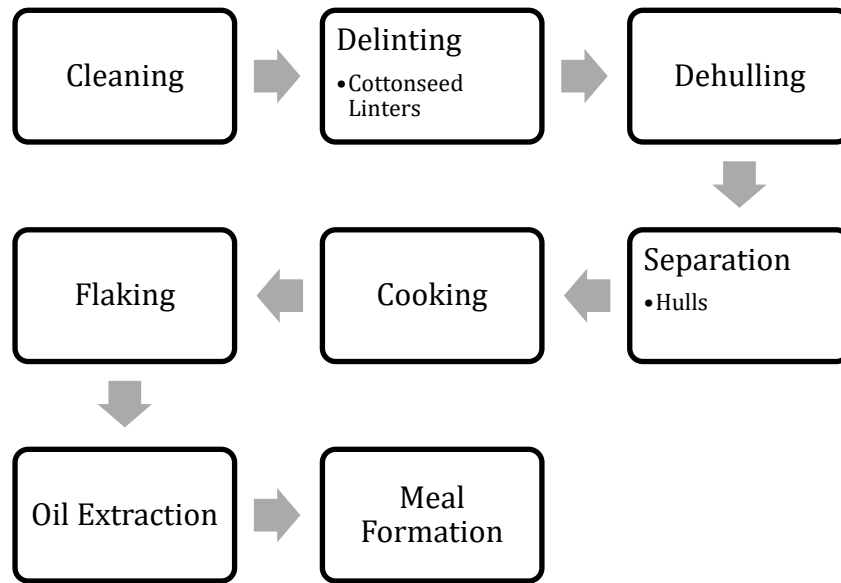 Cleaning
Delinting
•Cottonseed
Linters
Dehulling
Separation
•Hulls
Cooking
Flaking
Oil Extraction
Meal
Formation